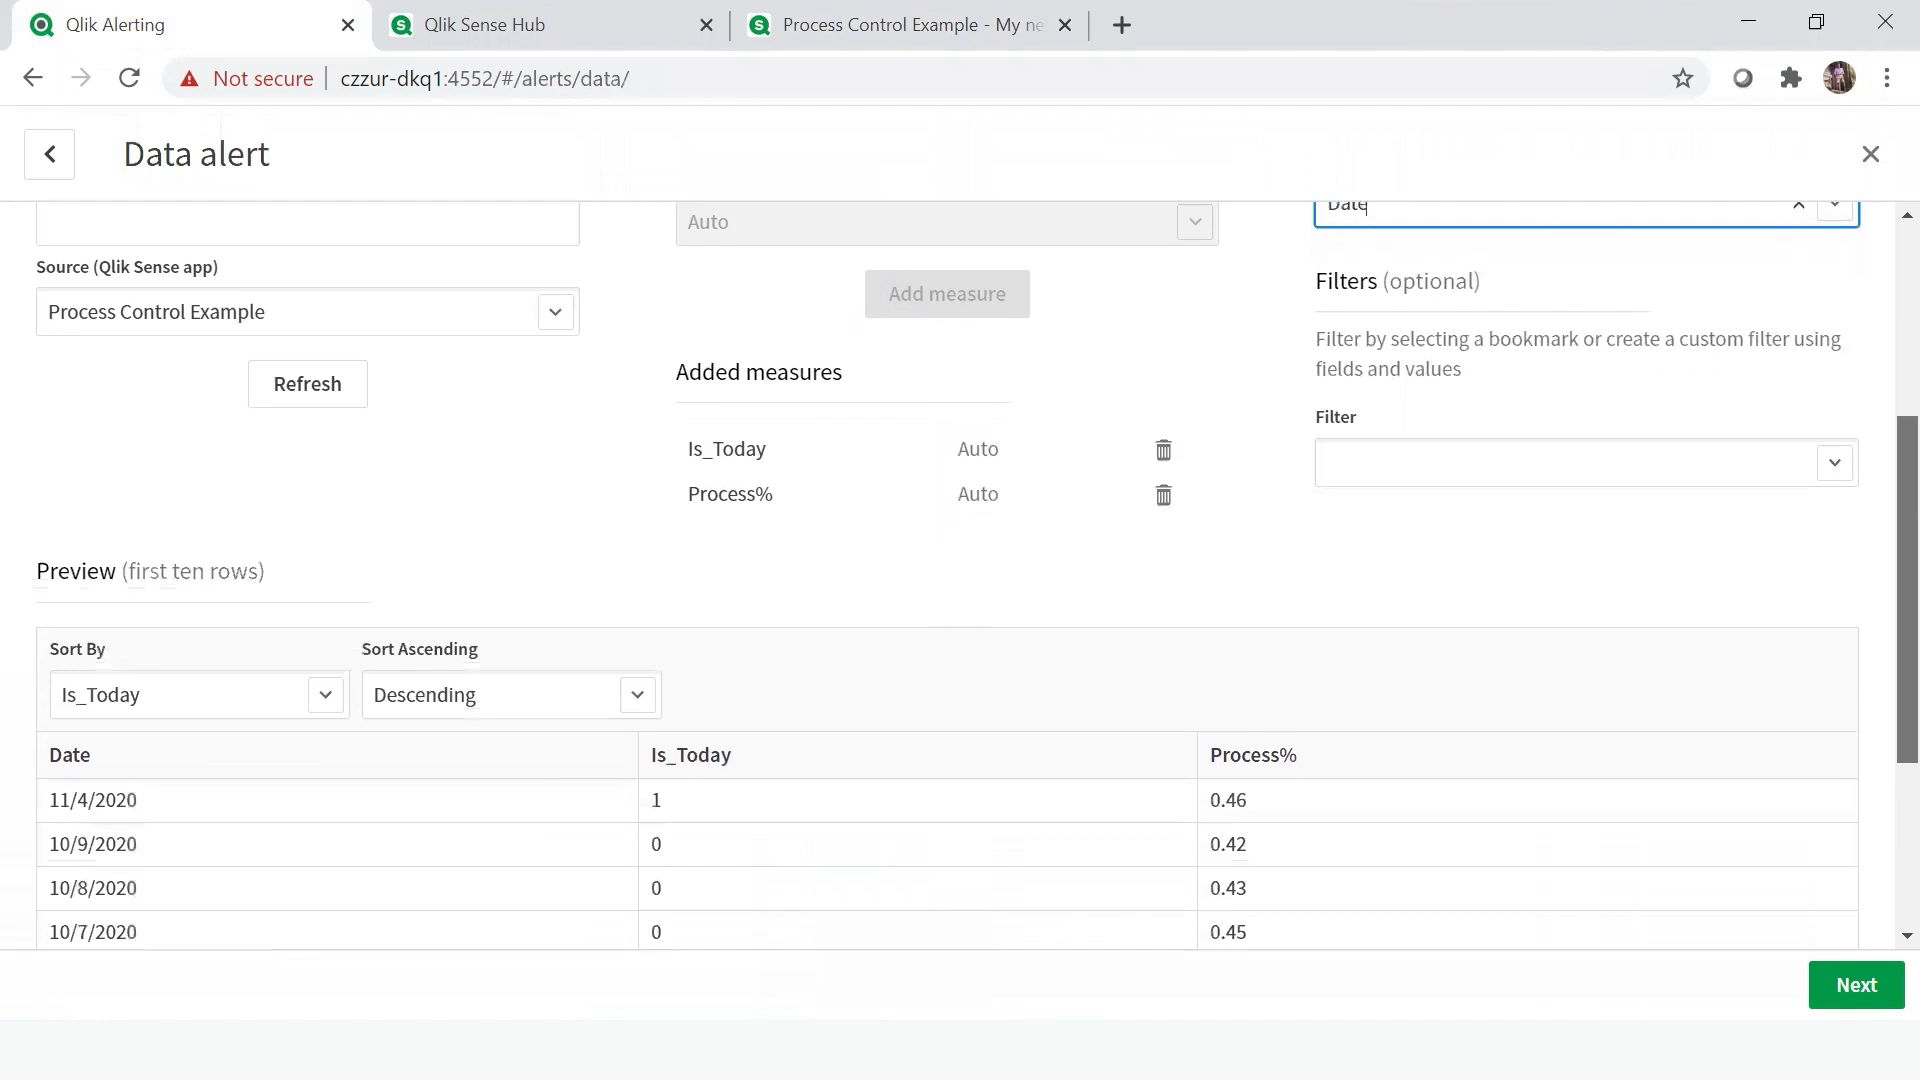 Qlik Alerting
Qlik Sense Hub
Process Control Example - My ne
Not secure
czzur-dkq1:4552/#/alerts/data/
Data alert
Auto
Date
Source (Qlik Sense app)
Process Control Example
Refresh
Add measure
Added measures
Is_Today Auto
Process% Auto
Filters (optional)
Filter by selecting a bookmark or create a custom filter using
fields and values
Filter
Preview (first ten rows)
Sort By Sort Ascending
Is_Today Descending
Date Is_Today Process%
11/4/2020 1 0.46
10/9/2020 0 0.42
10/8/2020 0 0.43
10/7/2020 0 0.45
Next